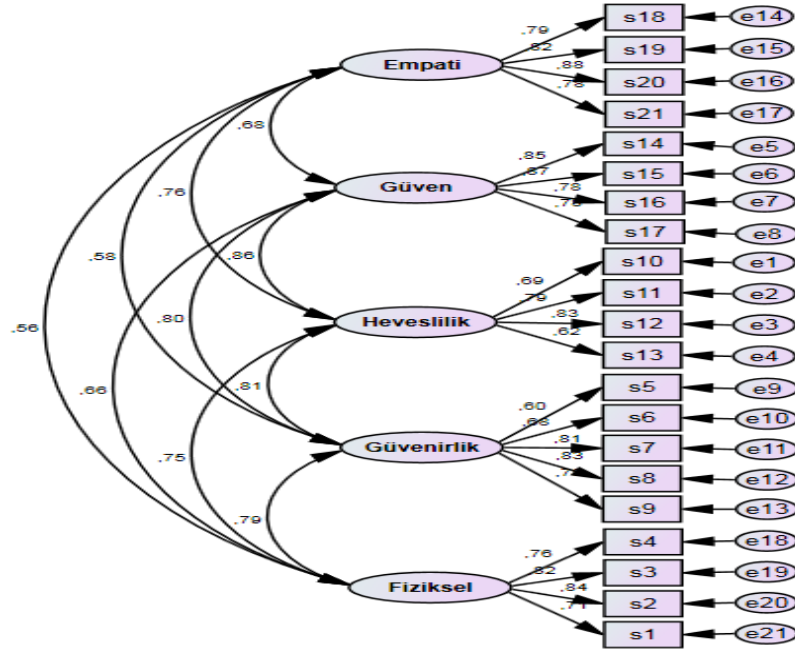 .79 s18 e14
.82 s19 e15
Empati
.88 s20 e16
.78 s21 e17
.68
.85 s14 e5
.87 s15 e6
Güven
.76
.78 s16 e7
s17 e8
.58
.86
.69 s10 e1
.79 s11 e2
.80
Heveslilik
.83 s12 e3
.56
.62 s13 e4
.66
.81
.60 s5 e9
.68 s6 e10
Güvenirlik
.81 s7 e11
.75
.83 s8 e12
s9 e13
.79
.76 s4 e18
.82 s3 e19
Fiziksel
.84 s2 e20
.71 s1 e21